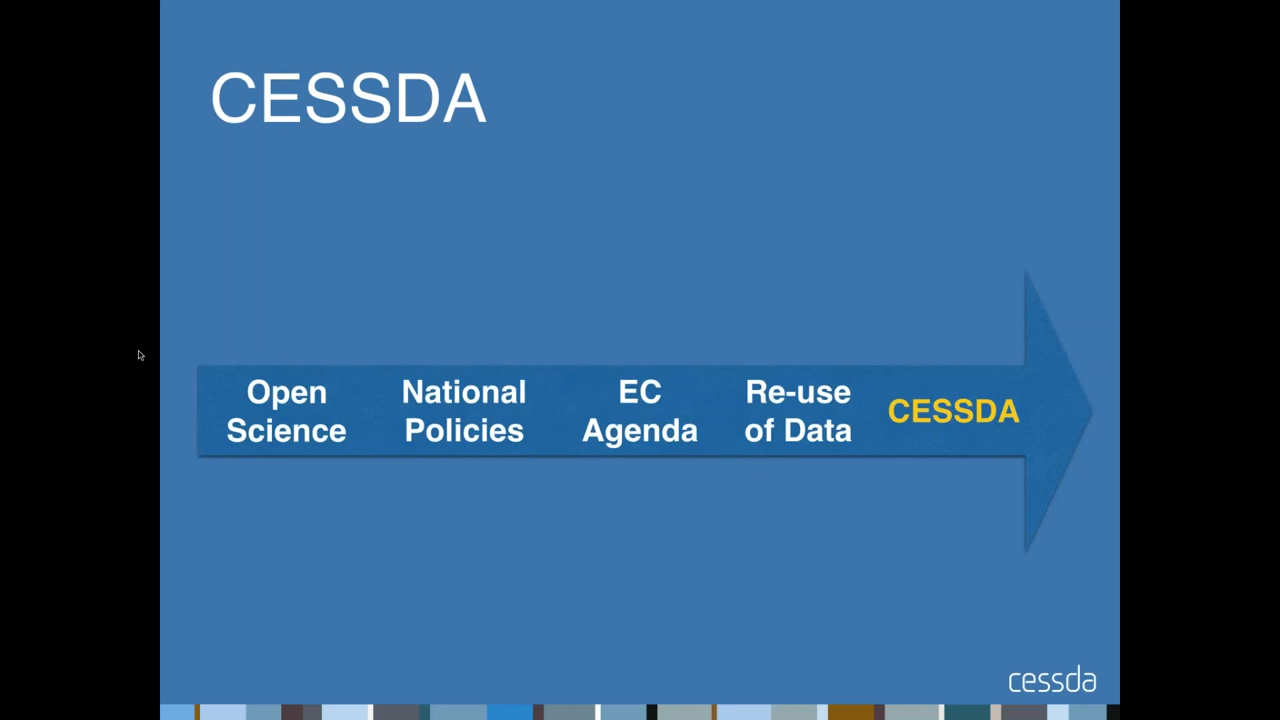 CESSDA
Open Science
National Policies
EC Agenda
Re-use of Data
CESSDA
cessda